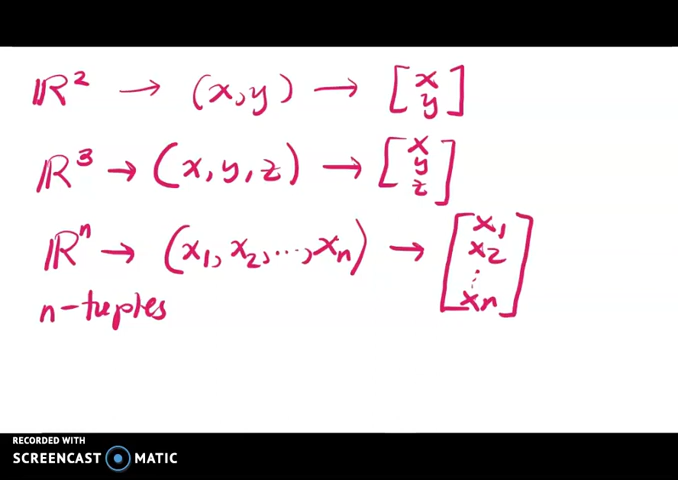 ℝ² → (x,y) → [x
y]
ℝ³ → (x,y,z) → [x
y
z]
ℝⁿ → (x₁,x₂,...,xₙ) → [x₁
x₂
⋮
xₙ]
n-tuples
RECORDED WITH
SCREENCAST MATIC